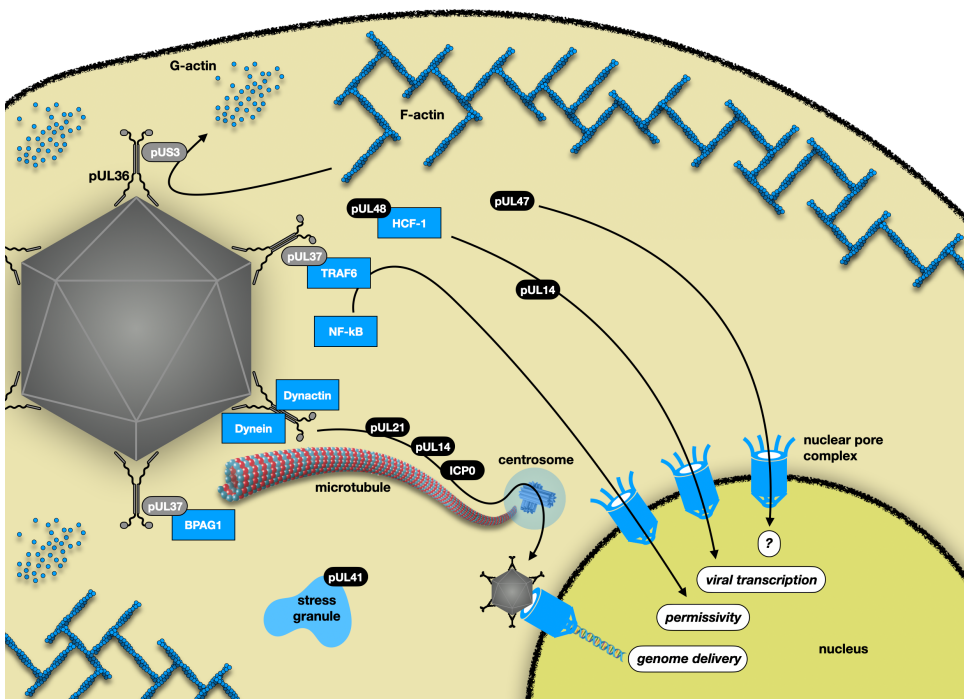 G-actin
F-actin
pUS3
pUL36
pUL48
HCF-1
pUL47
pUL37
TRAF6
pUL14
NF-kB
Dynactin
Dynein
pUL21
pUL14
ICP0
centrosome
nuclear pore
complex
microtubule
pUL37
BPAG1
?
pUL41
stress
granule
viral transcription
permissivity
genome delivery
nucleus